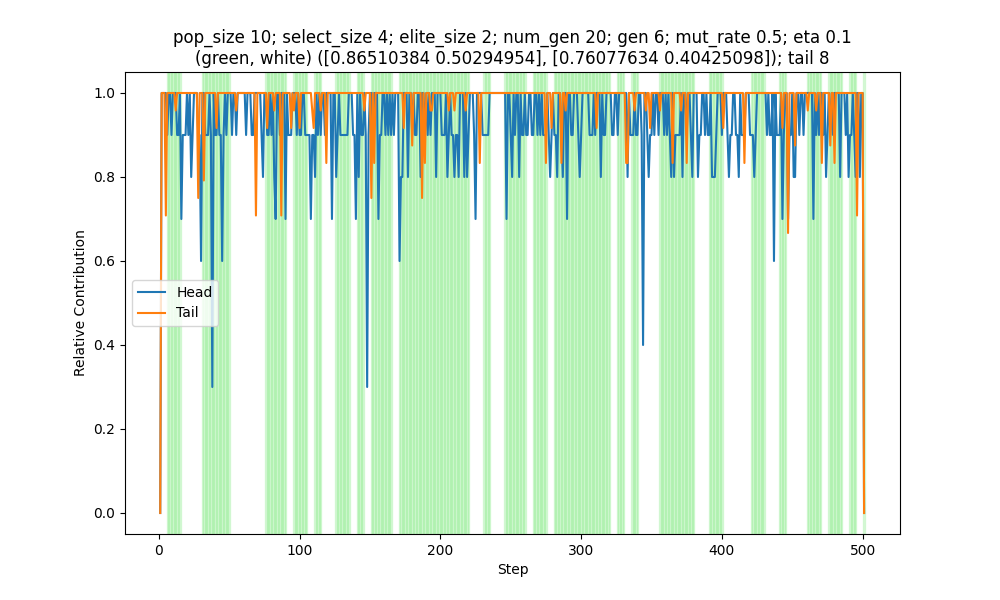 pop_size 10; select_size 4; elite_size 2; num_gen 20; gen 6; mut_rate 0.5; eta 0.1
(green, white) ([0.86510384 0.50294954], [0.76077634 0.40425098]); tail 8
1.0
0.8
0.6
0.4
0.2
0.0
Relative Contribution
Head
Tail
0
100
200
300
400
500
Step